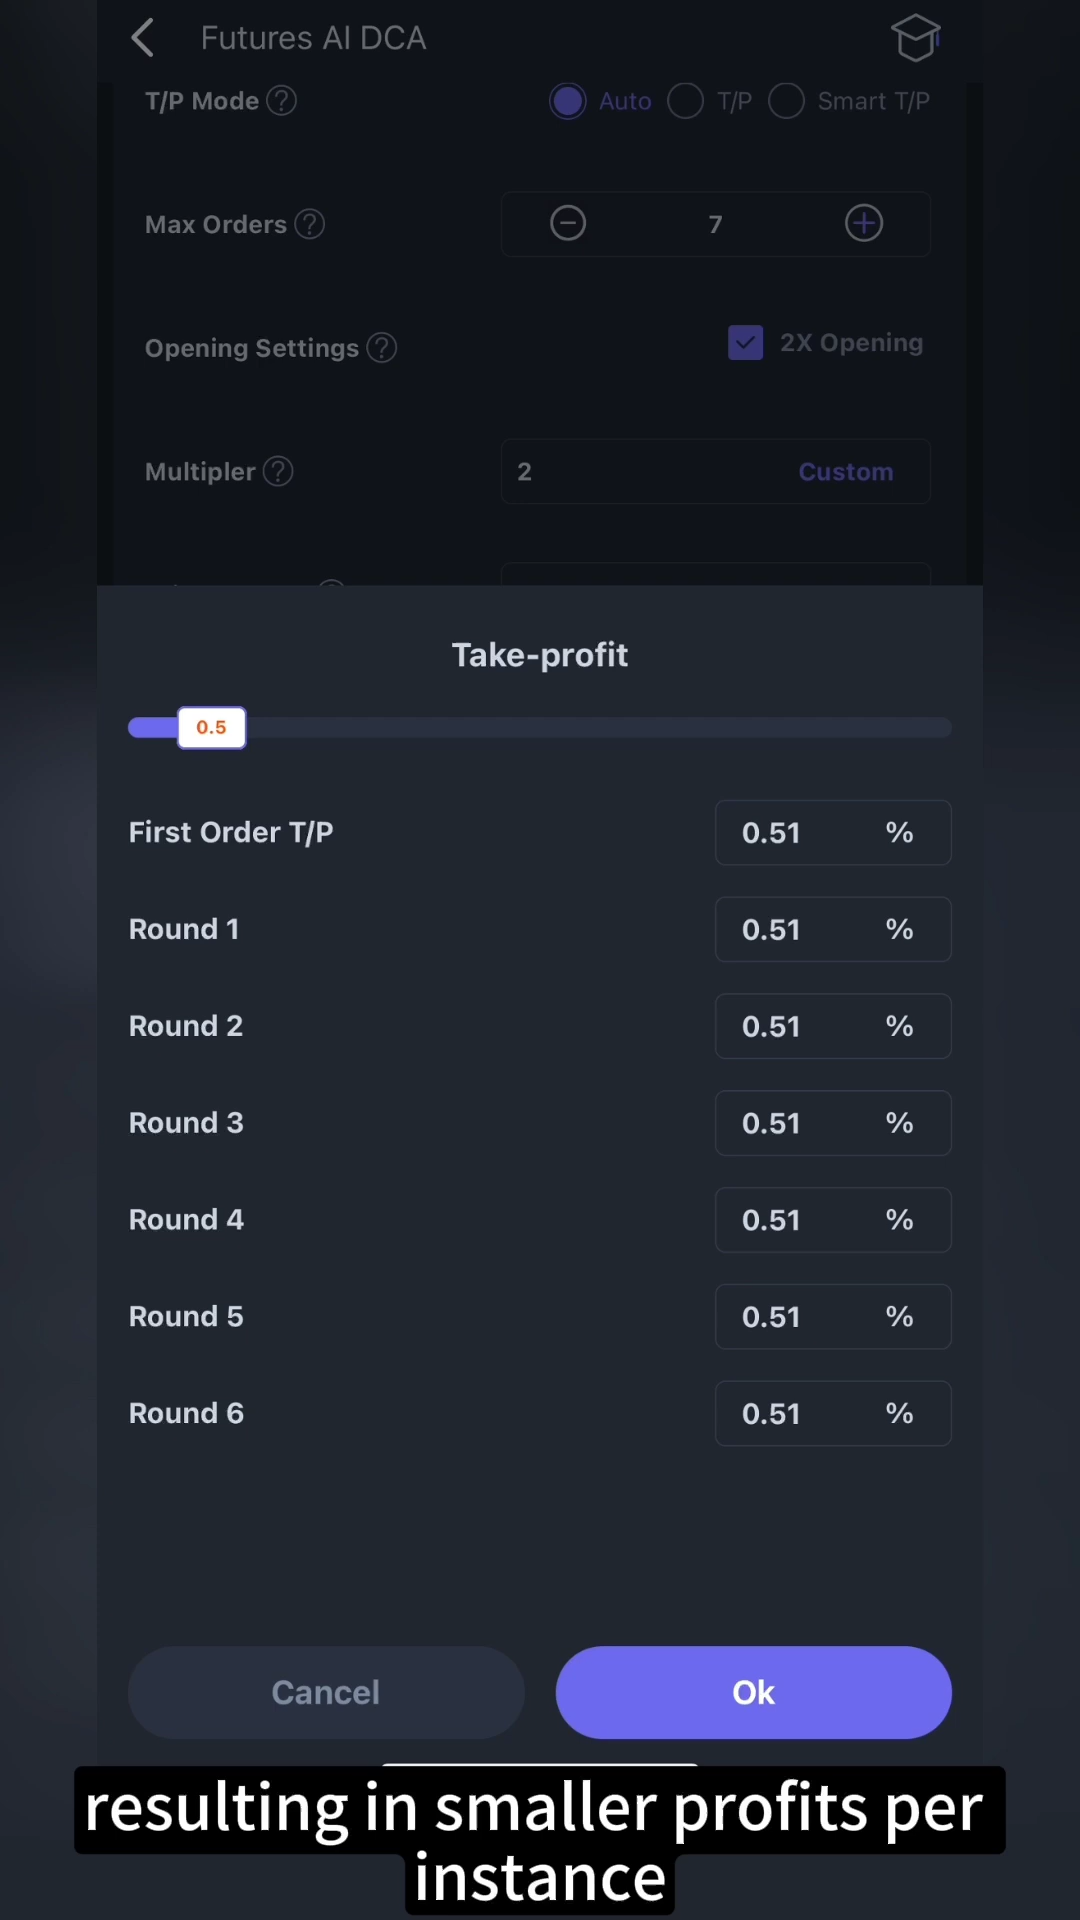 Futures AI DCA
T/P Mode ?
Auto T/P Smart T/P
Max Orders ?
7
Opening Settings ?
2X Opening
Multipler ?
2 Custom
Take-profit
0.5
First Order T/P 0.51 %
Round 1 0.51 %
Round 2 0.51 %
Round 3 0.51 %
Round 4 0.51 %
Round 5 0.51 %
Round 6 0.51 %
Cancel Ok
resulting in smaller profits per
instance